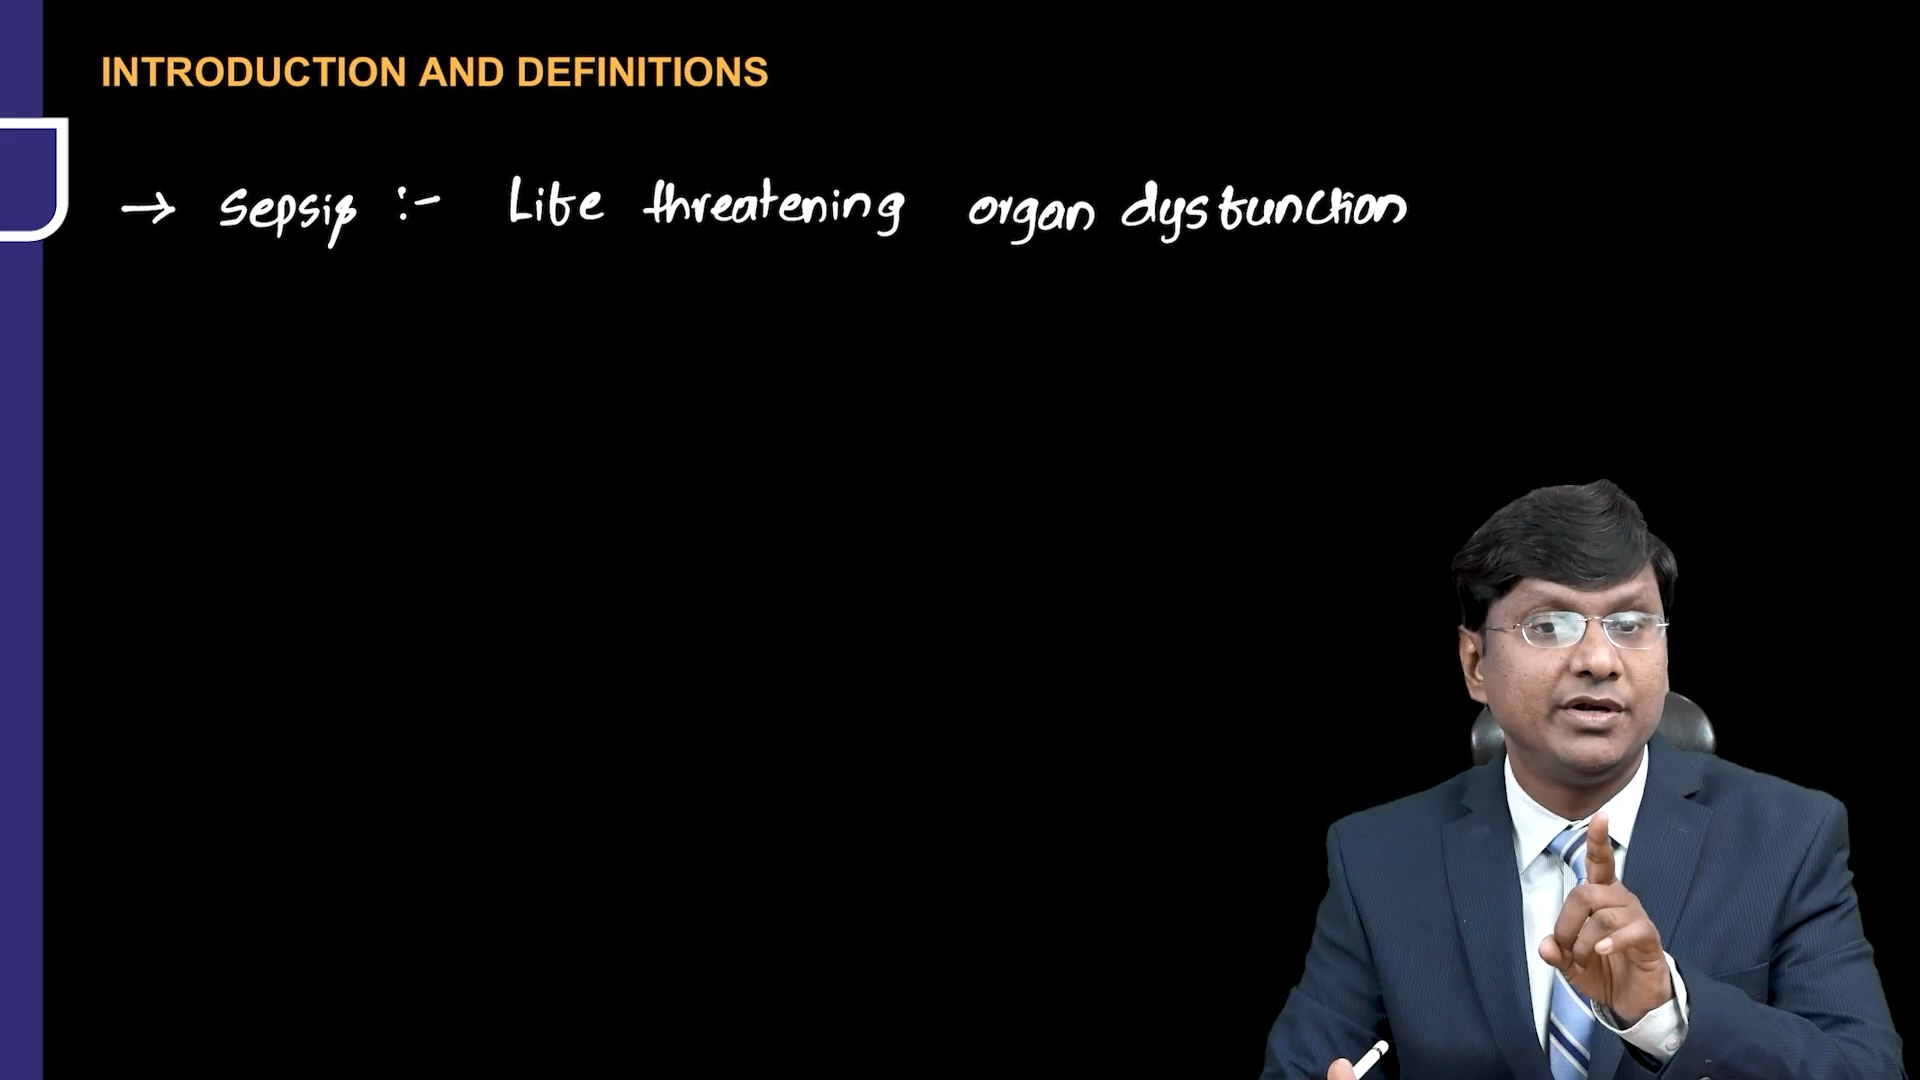 INTRODUCTION AND DEFINITIONS
→ Sepsis :- Life threatening organ dysfunction